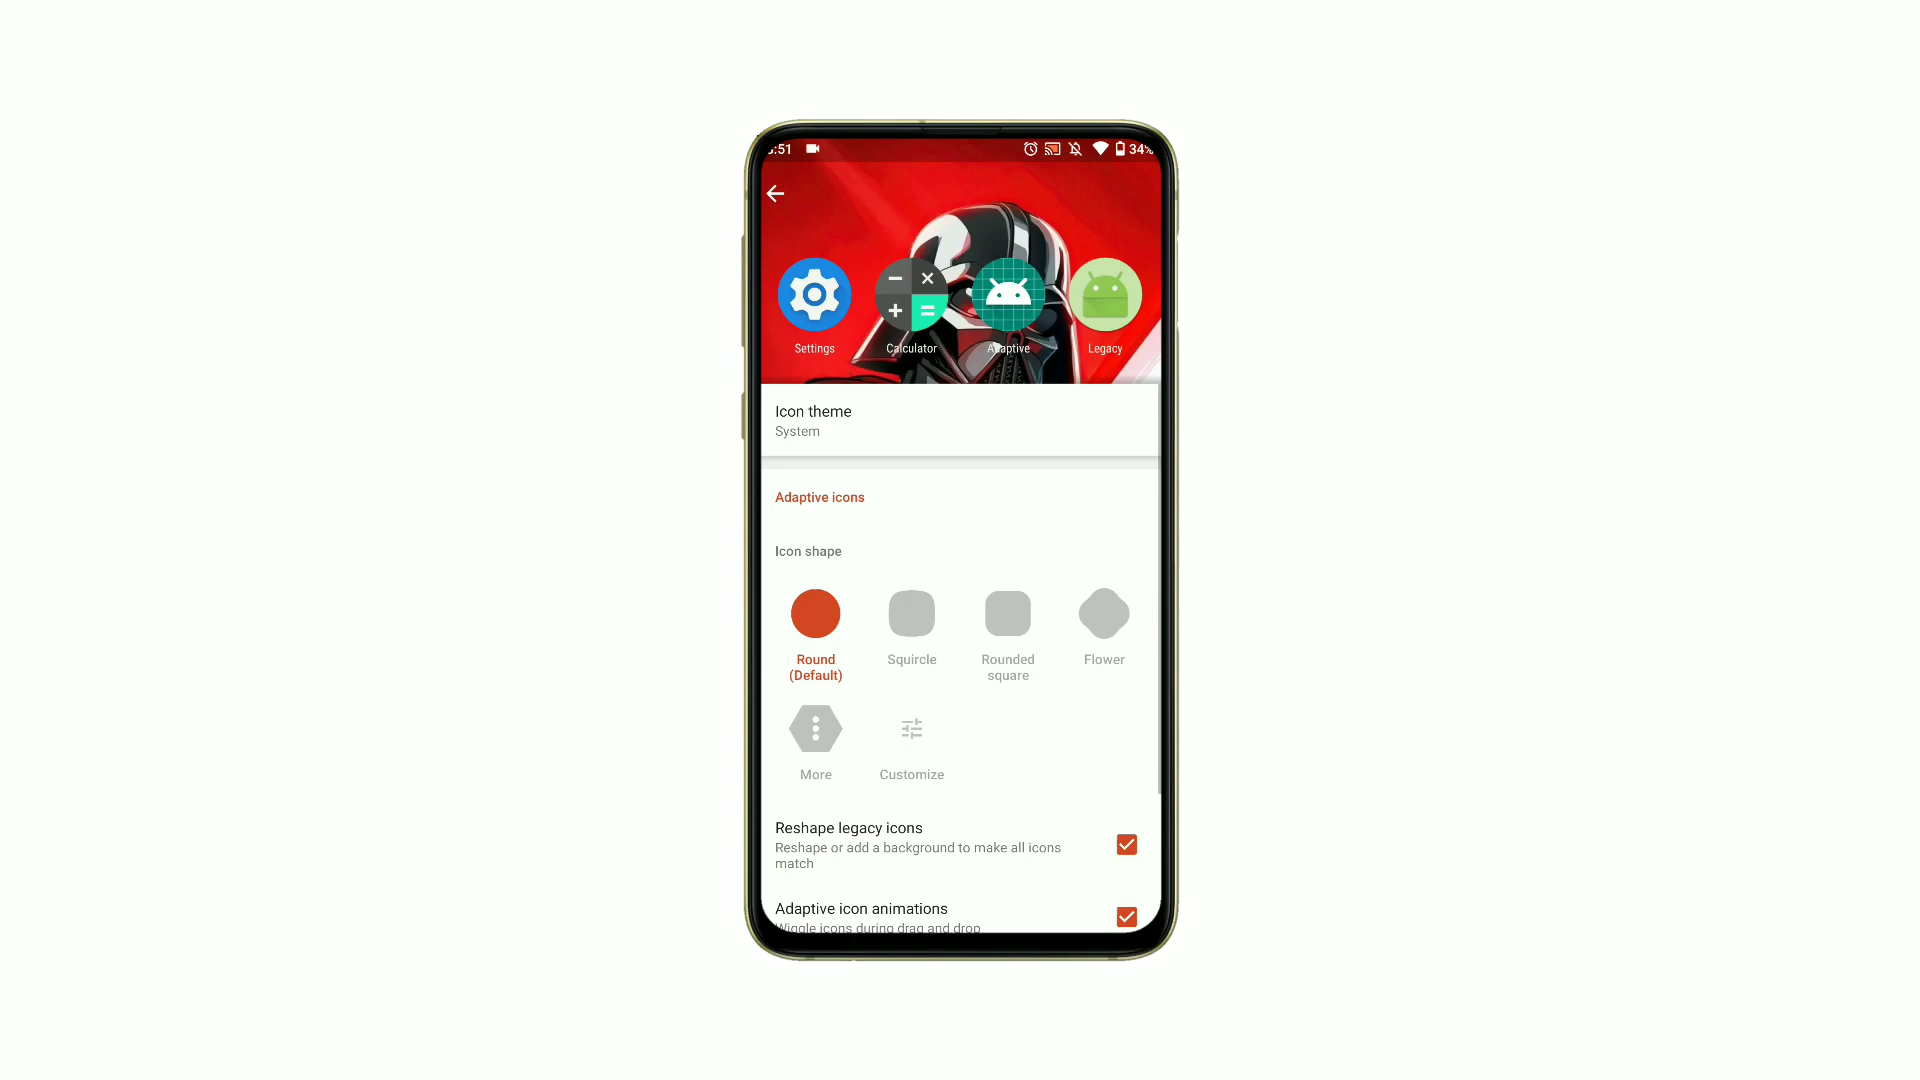 :51
34%
Settings
Calculator
Adaptive
Legacy
Icon theme
System
Adaptive icons
Icon shape
Round
(Default)
Squircle
Rounded
square
Flower
More
Customize
Reshape legacy icons
Reshape or add a background to make all icons
match
Adaptive icon animations
Wiggle icons during drag and drop